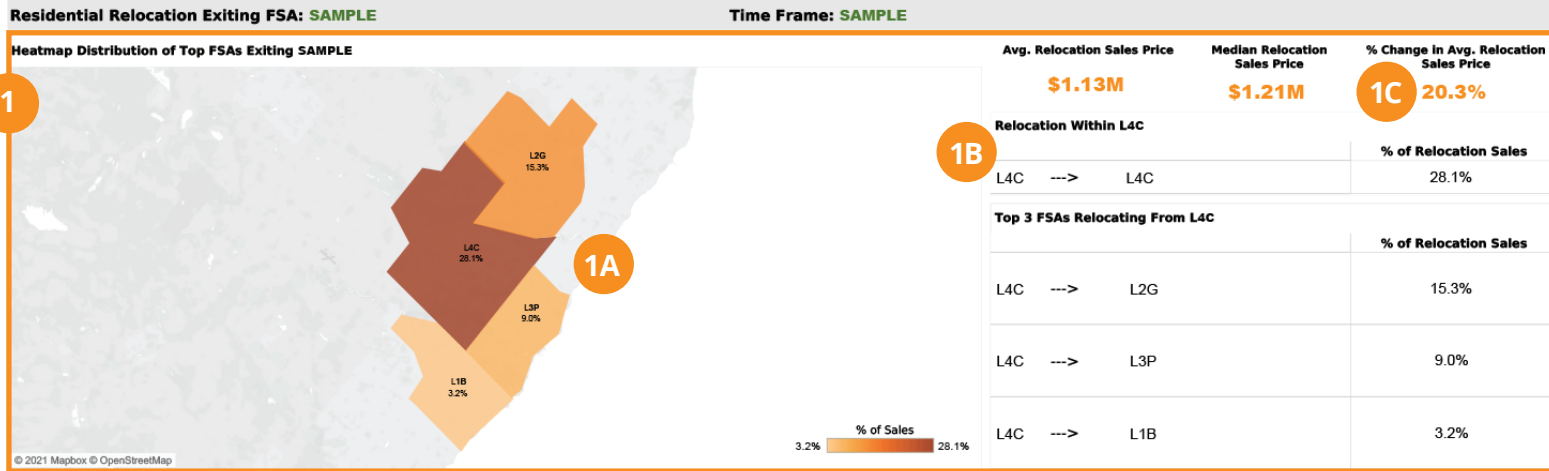 Residential Relocation Exiting FSA: SAMPLE
Time Frame: SAMPLE
Heatmap Distribution of Top FSAs Exiting SAMPLE
1
L2G
15.3%
L4C
28.1%
1A
L3P
9.0%
L1B
3.2%
% of Sales
3.2%
28.1%
© 2021 Mapbox © OpenStreetMap
Avg. Relocation Sales Price
$1.13M
Median Relocation
Sales Price
$1.21M
% Change in Avg. Relocation
Sales Price
1C
20.3%
1B
Relocation Within L4C
% of Relocation Sales
L4C ---> L4C 28.1%
Top 3 FSAs Relocating From L4C
% of Relocation Sales
L4C ---> L2G 15.3%
L4C ---> L3P 9.0%
L4C ---> L1B 3.2%